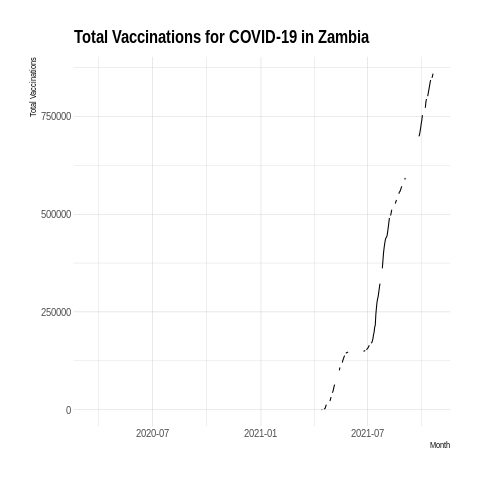 Total Vaccinations for COVID-19 in Zambia
Total Vaccinations
750000
500000
250000
0
2020-07
2021-01
2021-07
Month